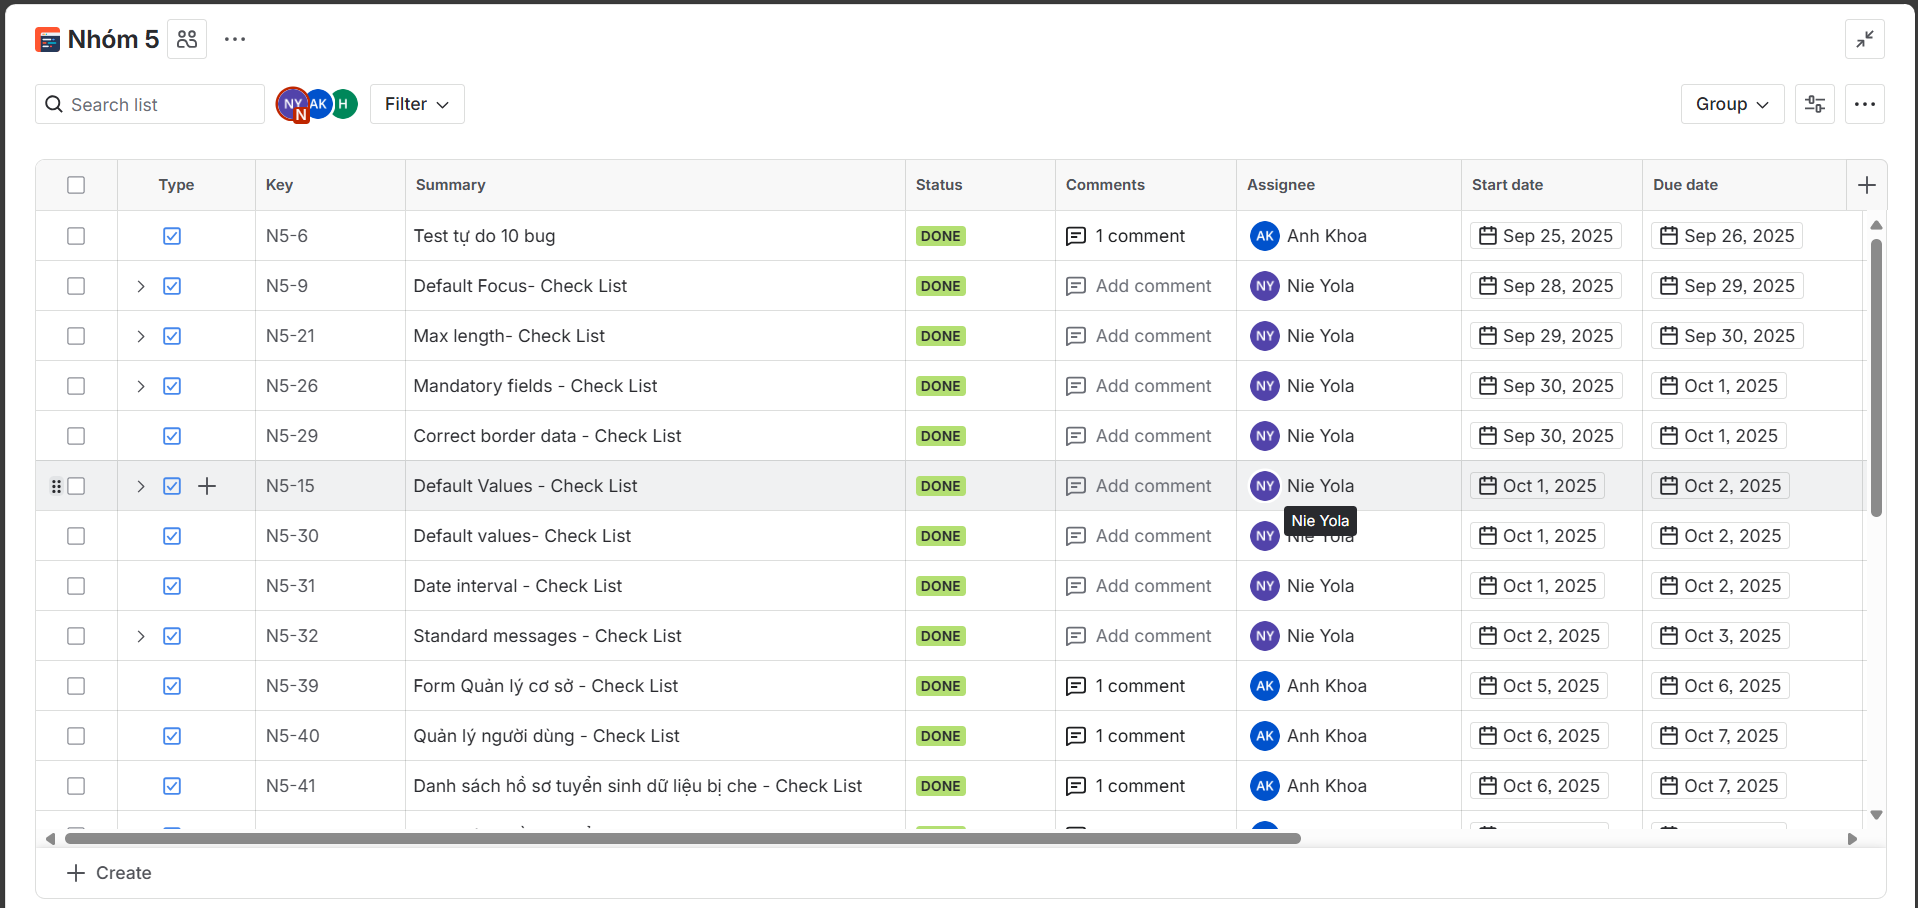 Nhóm 5
Search list
NY N AK H
Filter
Group
Type Key Summary Status Comments Assignee Start date Due date
N5-6 Test tự do 10 bug DONE 1 comment AK Anh Khoa Sep 25, 2025 Sep 26, 2025
N5-9 Default Focus- Check List DONE Add comment NY Nie Yola Sep 28, 2025 Sep 29, 2025
N5-21 Max length- Check List DONE Add comment NY Nie Yola Sep 29, 2025 Sep 30, 2025
N5-26 Mandatory fields - Check List DONE Add comment NY Nie Yola Sep 30, 2025 Oct 1, 2025
N5-29 Correct border data - Check List DONE Add comment NY Nie Yola Sep 30, 2025 Oct 1, 2025
N5-15 Default Values - Check List DONE Add comment NY Nie Yola Oct 1, 2025 Oct 2, 2025
Nie Yola
N5-30 Default values- Check List DONE Add comment NY Nie Yola Oct 1, 2025 Oct 2, 2025
N5-31 Date interval - Check List DONE Add comment NY Nie Yola Oct 1, 2025 Oct 2, 2025
N5-32 Standard messages - Check List DONE Add comment NY Nie Yola Oct 2, 2025 Oct 3, 2025
N5-39 Form Quản lý cơ sở - Check List DONE 1 comment AK Anh Khoa Oct 5, 2025 Oct 6, 2025
N5-40 Quản lý người dùng - Check List DONE 1 comment AK Anh Khoa Oct 6, 2025 Oct 7, 2025
N5-41 Danh sách hồ sơ tuyển sinh dữ liệu bị che - Check List DONE 1 comment AK Anh Khoa Oct 6, 2025 Oct 7, 2025
Create